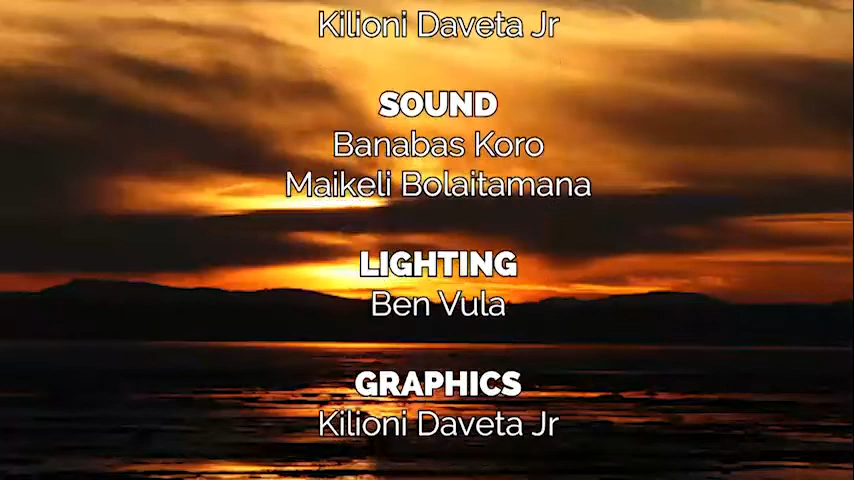 Kilioni Daveta Jr
SOUND
Banabas Koro
Maikeli Bolaitamana
LIGHTING
Ben Vula
GRAPHICS
Kilioni Daveta Jr